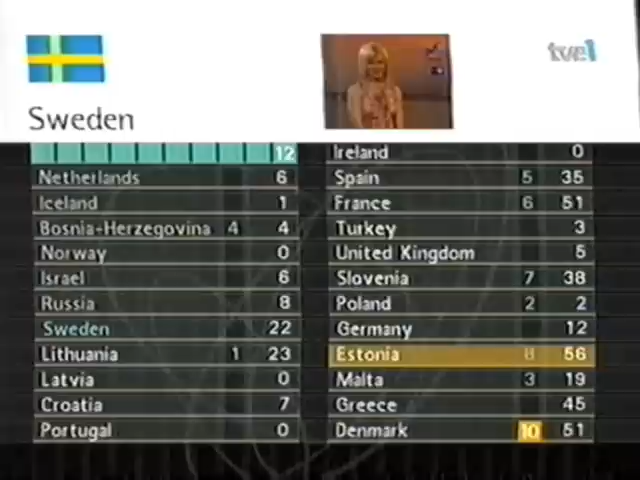 tve1
Sweden
12
Netherlands 6
Iceland 1
Bosnia-Herzegovina 4 4
Norway 0
Israel 6
Russia 8
Sweden 22
Lithuania 1 23
Latvia 0
Croatia 7
Portugal 0
Ireland 0
Spain 5 35
France 6 51
Turkey 3
United Kingdom 5
Slovenia 7 38
Poland 2 2
Germany 12
Estonia 8 56
Malta 3 19
Greece 45
Denmark 10 51